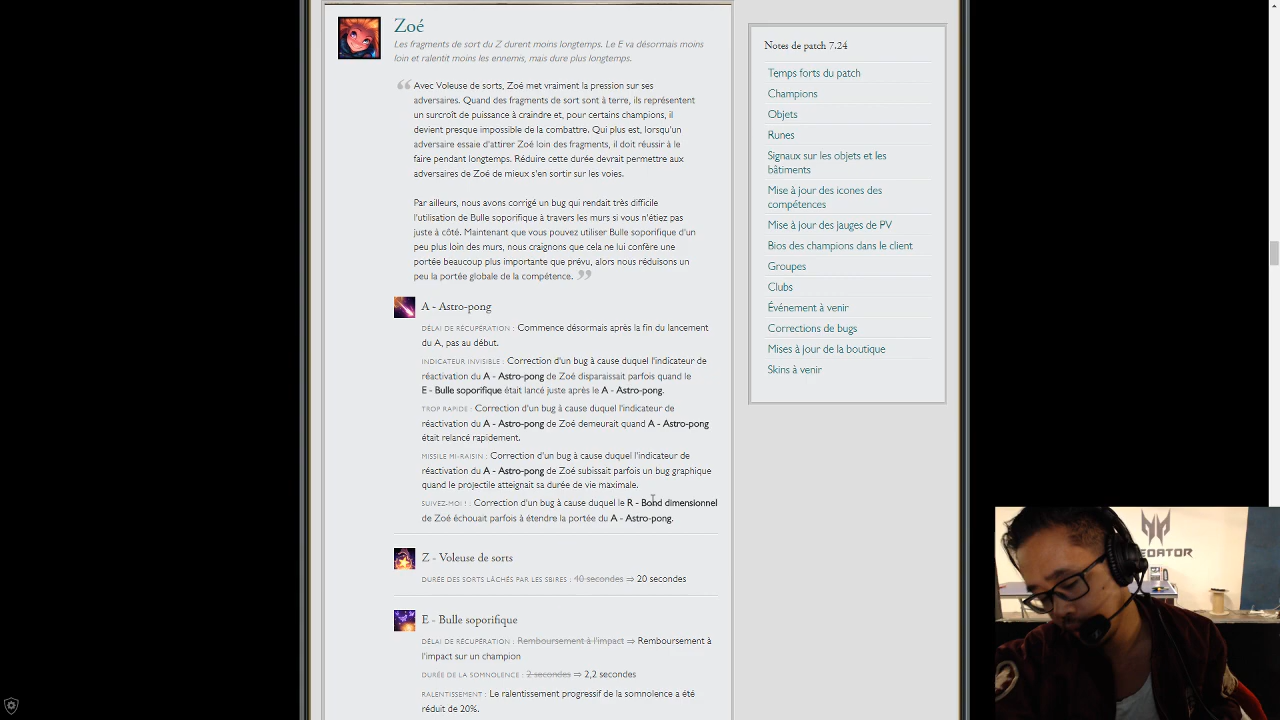 Zoé
Les fragments de sort du Z durent moins longtemps. Le E va désormais moins
loin et ralentit moins les ennemis, mais dure plus longtemps.
Avec Voleuse de sorts, Zoé met vraiment la pression sur ses
adversaires. Quand des fragments de sort sont à terre, ils représentent
un surcroît de puissance à craindre et, pour certains champions, il
devient presque impossible de la combattre. Qui plus est, lorsqu'un
adversaire essaie d'attirer Zoé loin des fragments, il doit réussir à le
faire pendant longtemps. Réduire cette durée devrait permettre aux
adversaires de Zoé de mieux s'en sortir sur les voies.
Par ailleurs, nous avons corrigé un bug qui rendait très difficile
l'utilisation de Bulle soporifique à travers les murs si vous n'étiez pas
juste à côté. Maintenant que vous pouvez utiliser Bulle soporifique d'un
peu plus loin des murs, nous craignons que cela ne lui confère une
portée beaucoup plus importante que prévu, alors nous réduisons un
peu la portée globale de la compétence.
A - Astro-pong
DÉLAI DE RÉCUPÉRATION : Commence désormais après la fin du lancement
du A, pas au début.
INDICATEUR INVISIBLE : Correction d'un bug à cause duquel l'indicateur de
réactivation du A - Astro-pong de Zoé disparaissait parfois quand le
E - Bulle soporifique était lancé juste après le A - Astro-pong.
TROP RAPIDE : Correction d'un bug à cause duquel l'indicateur de
réactivation du A - Astro-pong de Zoé demeurait quand A - Astro-pong
était relancé rapidement.
MISSILE MI-RAISIN : Correction d'un bug à cause duquel l'indicateur de
réactivation du A - Astro-pong de Zoé subissait parfois un bug graphique
quand le projectile atteignait sa durée de vie maximale.
SUIVEZ-MOI ! : Correction d'un bug à cause duquel le R - Bond dimensionnel
de Zoé échouait parfois à étendre la portée du A - Astro-pong.
Z - Voleuse de sorts
DURÉE DES SORTS LÂCHÉS PAR LES SBIRES : 40 secondes ⇒ 20 secondes
E - Bulle soporifique
DÉLAI DE RÉCUPÉRATION : Remboursement à l'impact ⇒ Remboursement à
l'impact sur un champion
DURÉE DE LA SOMNOLENCE : 2 secondes ⇒ 2,2 secondes
RALENTISSEMENT : Le ralentissement progressif de la somnolence a été
réduit de 20%.
Notes de patch 7.24
Temps forts du patch
Champions
Objets
Runes
Signaux sur les objets et les
bâtiments
Mise à jour des icones des
compétences
Mise à jour des jauges de PV
Bios des champions dans le client
Groupes
Clubs
Événement à venir
Corrections de bugs
Mises à jour de la boutique
Skins à venir